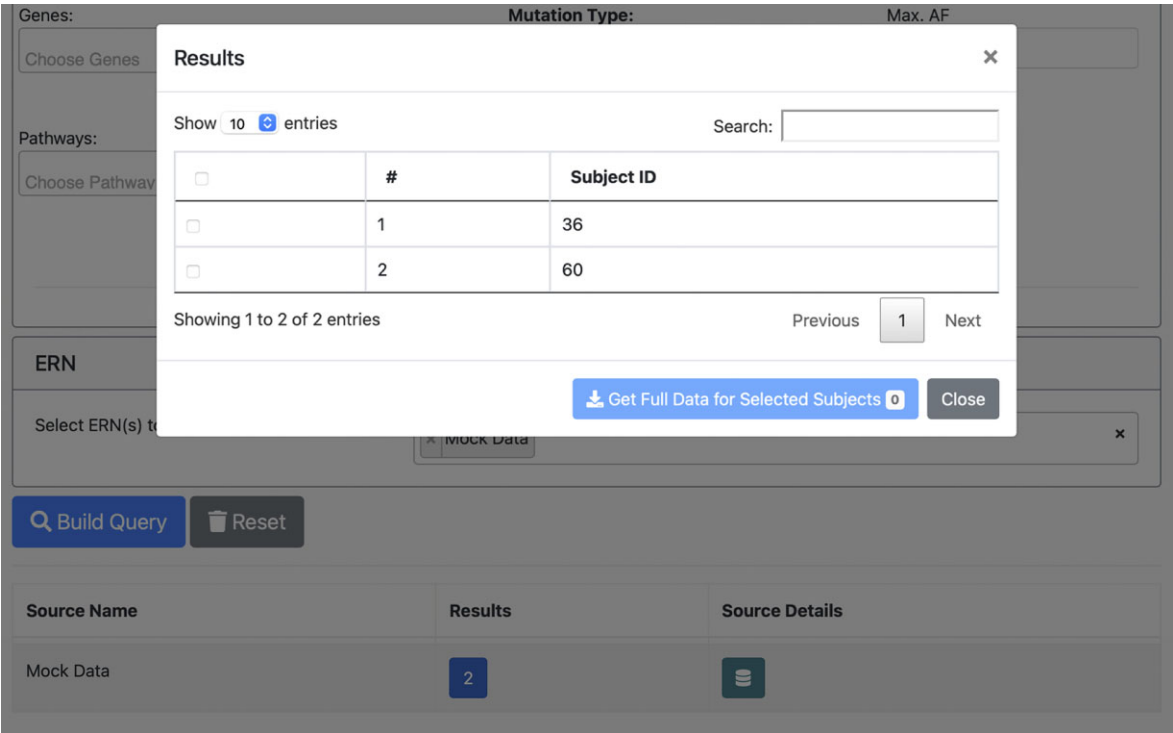 Genes: Mutation Type: Max. AF
Choose Genes
Results ×
Show 10 entries Search:
Pathways:
Choose Pathway
# Subject ID
1 36
2 60
Showing 1 to 2 of 2 entries Previous 1 Next
ERN
Get Full Data for Selected Subjects 0 Close
Select ERN(s) to
× Mock Data ×
Build Query Reset
Source Name Results Source Details
Mock Data 2